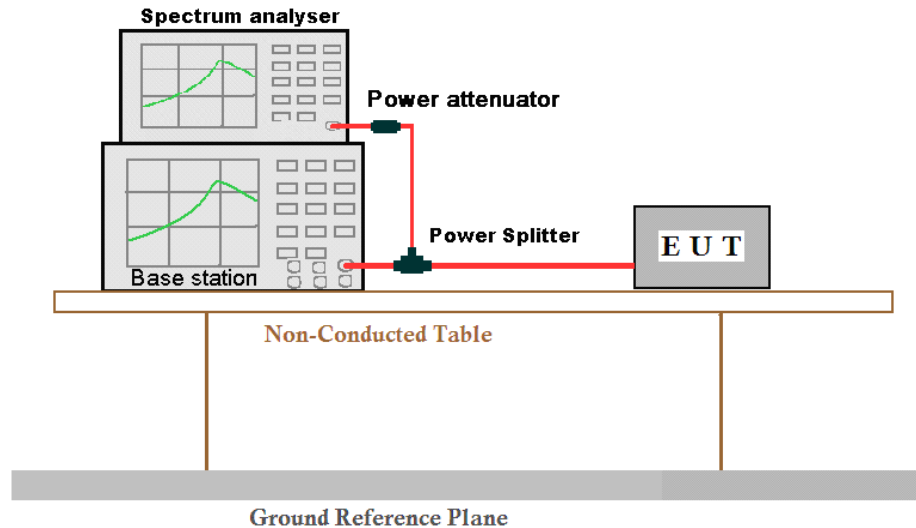 Spectrum analyser
Power attenuator
Power Splitter
E U T
Base station
Non-Conducted Table
Ground Reference Plane